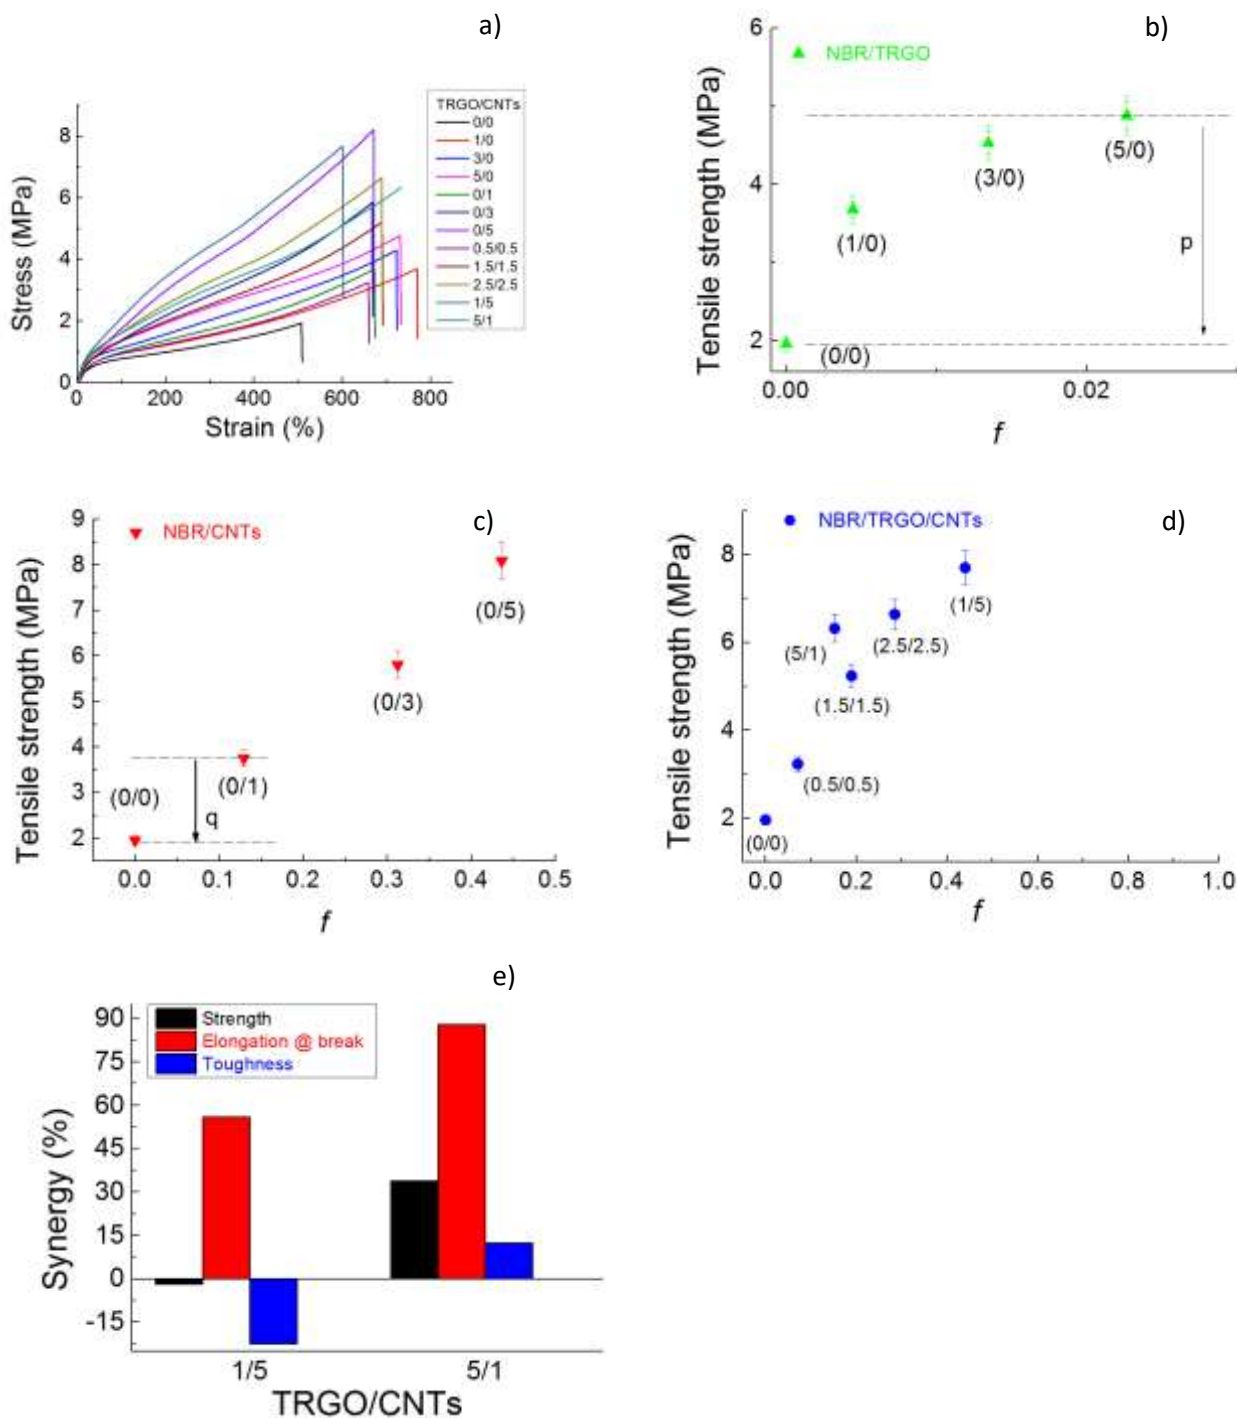 a)
Stress (MPa)
8
6
4
2
0
0 200 400 600 800
Strain (%)
TRGO/CNTs
0/0
1/0
3/0
5/0
0/1
0/3
0/5
0.5/0.5
1.5/1.5
2.5/2.5
1/5
5/1
b)
Tensile strength (MPa)
6
4
2
NBR/TRGO
(5/0)
(3/0)
(1/0)
(0/0)
p
0.00 0.02
f
c)
Tensile strength (MPa)
9
8
7
6
5
4
3
2
NBR/CNTs
(0/5)
(0/3)
(0/1)
(0/0)
q
0.0 0.1 0.2 0.3 0.4 0.5
f
d)
Tensile strength (MPa)
8
6
4
2
NBR/TRGO/CNTs
(1/5)
(2.5/2.5)
(5/1)
(1.5/1.5)
(0.5/0.5)
(0/0)
0.0 0.2 0.4 0.6 0.8 1.0
f
e)
Synergy (%)
90
75
60
45
30
15
0
-15
Strength
Elongation @ break
Toughness
1/5 5/1
TRGO/CNTs